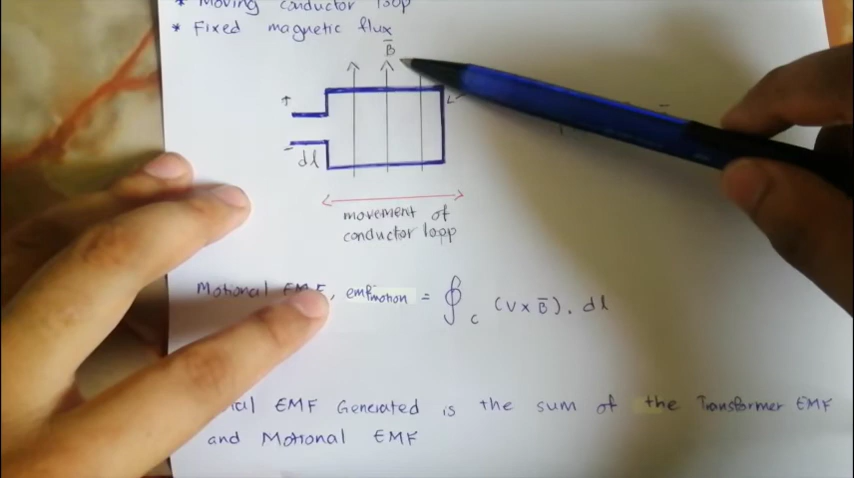 * Moving conductor loop
* Fixed magnetic flux
B̅
+
-
dl
movement of
conductor lopp
Motional EMF, emfmotion = ∮c (V x B̅). dl
EMF Generated is the sum of the Transformer EMF
and Motional EMF